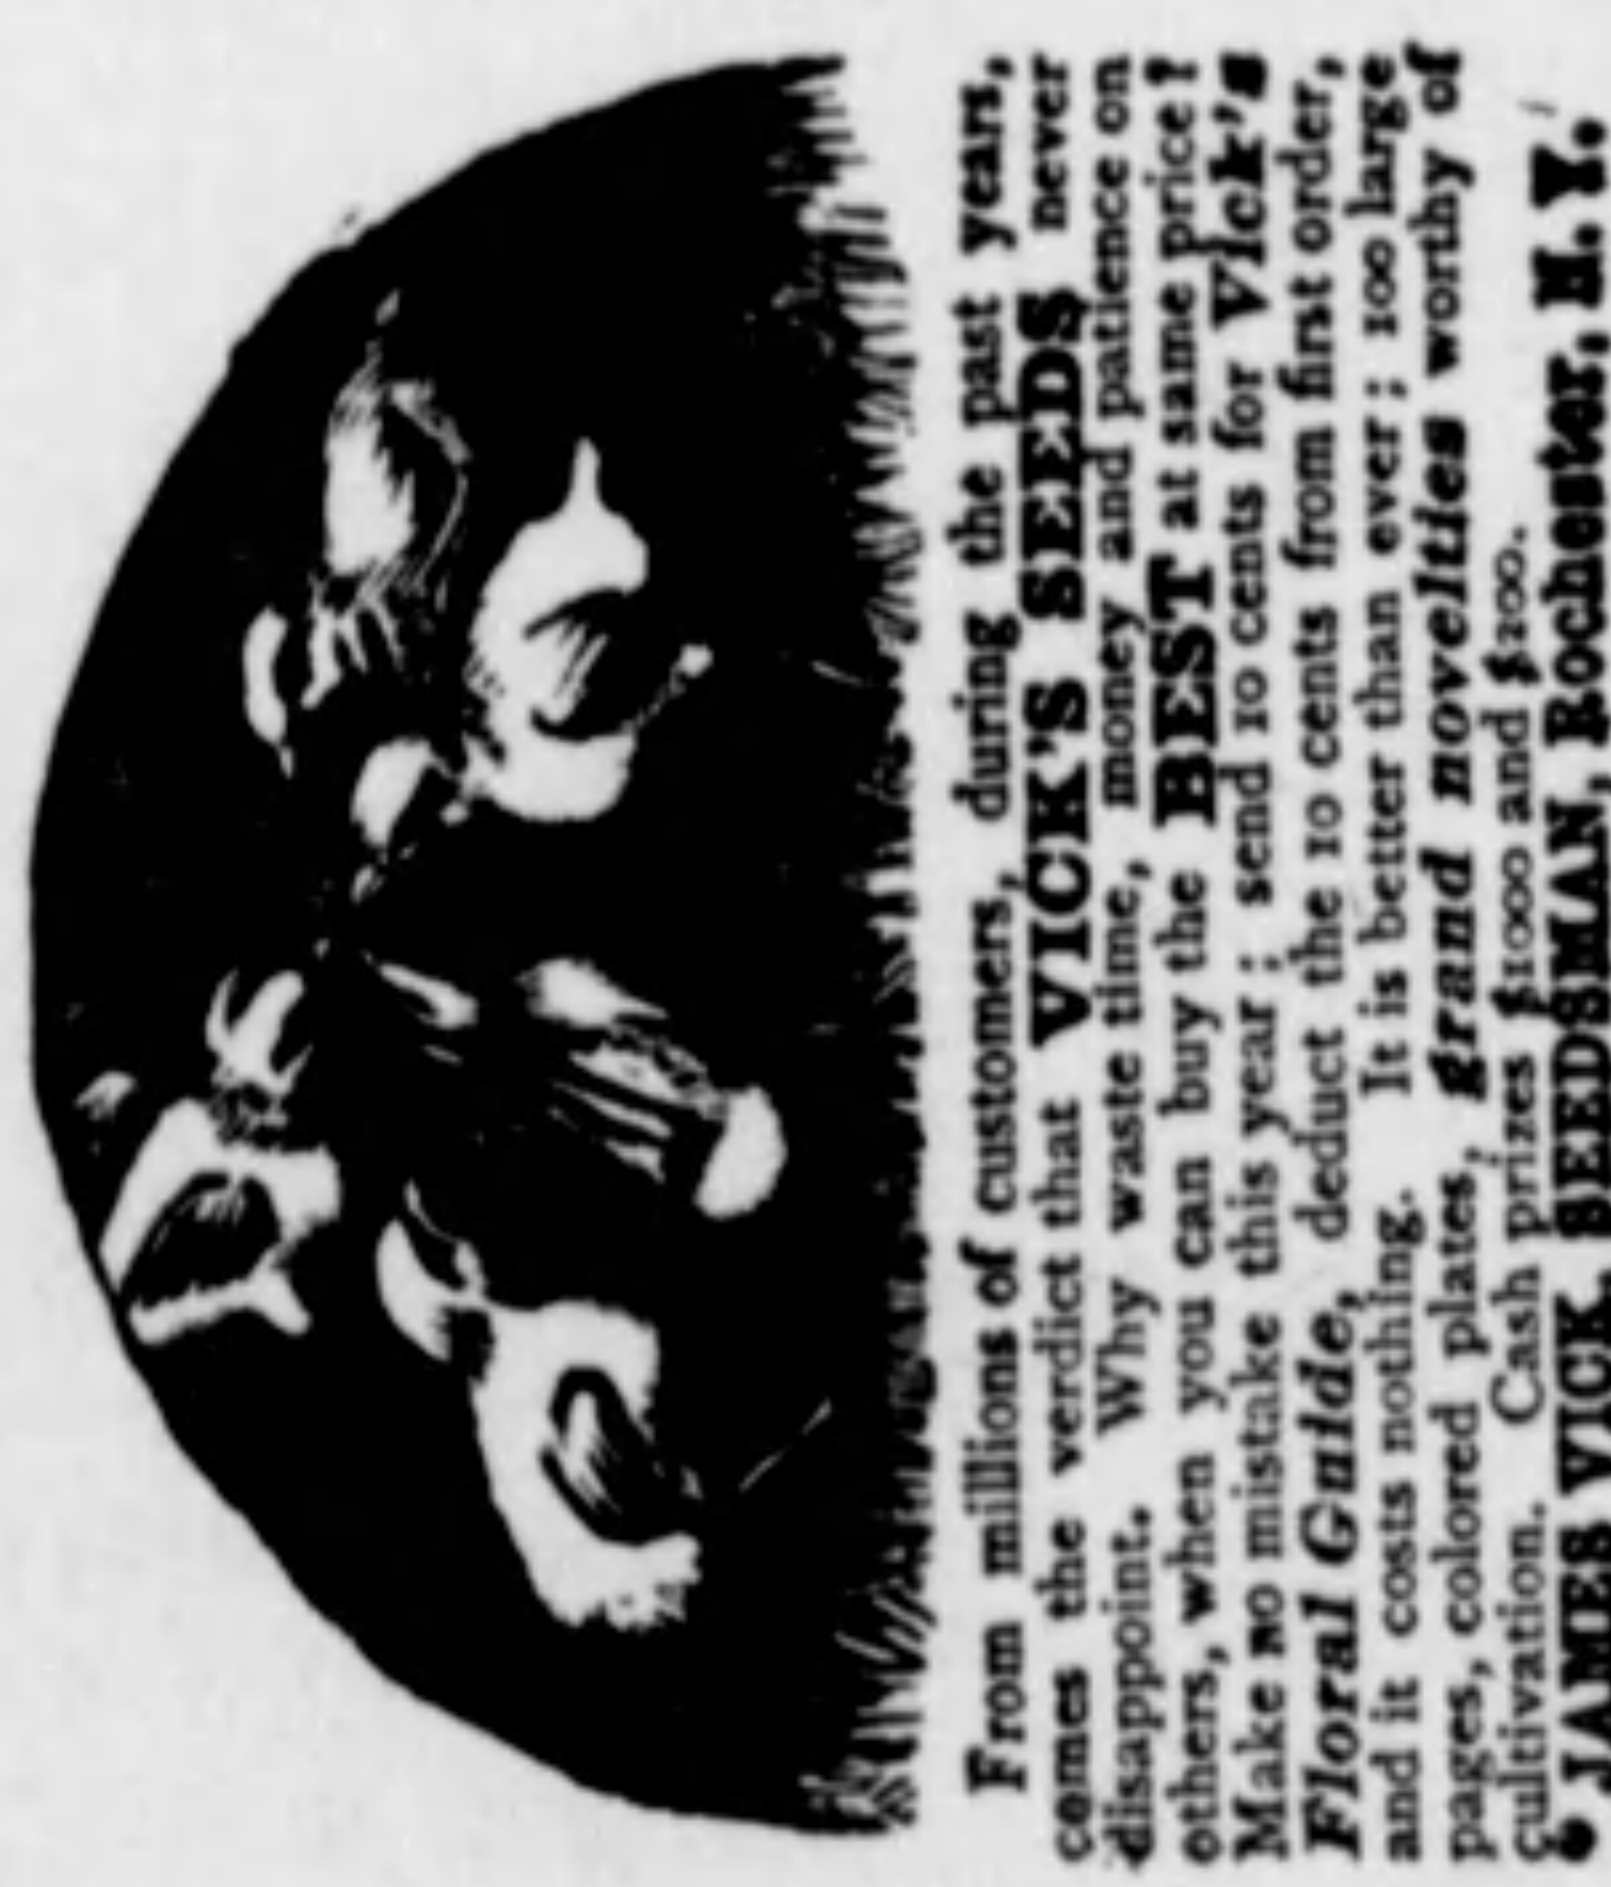 From millions of customers, during the past years,
comes the verdict that VICK'S SEEDS never
disappoint. Why waste time, money and patience on
others, when you can buy the BEST at same price?
Make no mistake this year; send 10 cents for Vick's
Floral Guide, deduct the 10 cents from first order,
and it costs nothing. It is better than ever; 100 large
pages, colored plates, grand novelties worthy of
cultivation. Cash prizes $1000 and $200.
JAMES VICK, SEEDSMAN, Rochester, N. Y.